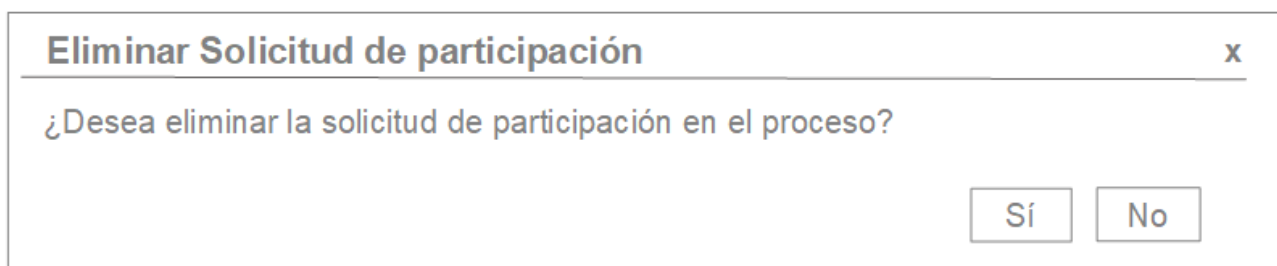 Eliminar Solicitud de participación x
¿Desea eliminar la solicitud de participación en el proceso?
Sí No